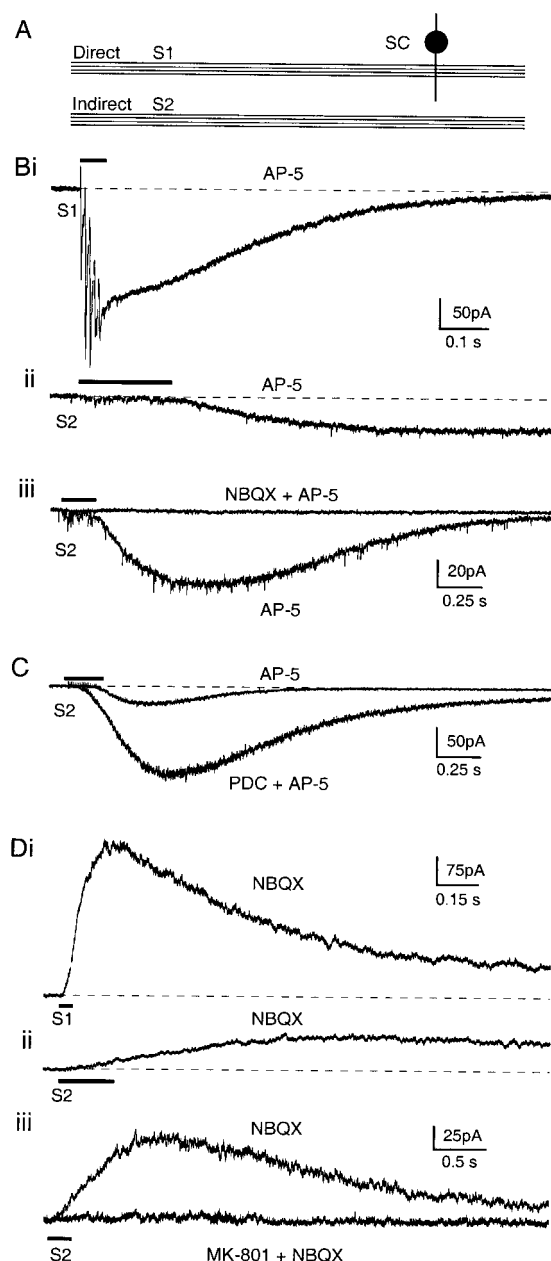 A
Direct S1
SC
Indirect S2
Bi
AP-5
S1
50pA
0.1 s
ii
AP-5
S2
iii
NBQX + AP-5
S2
20pA
0.25 s
AP-5
C
AP-5
S2
50pA
0.25 s
PDC + AP-5
Di
75pA
0.15 s
NBQX
S1
ii
NBQX
S2
iii
NBQX
25pA
0.5 s
S2
MK-801 + NBQX